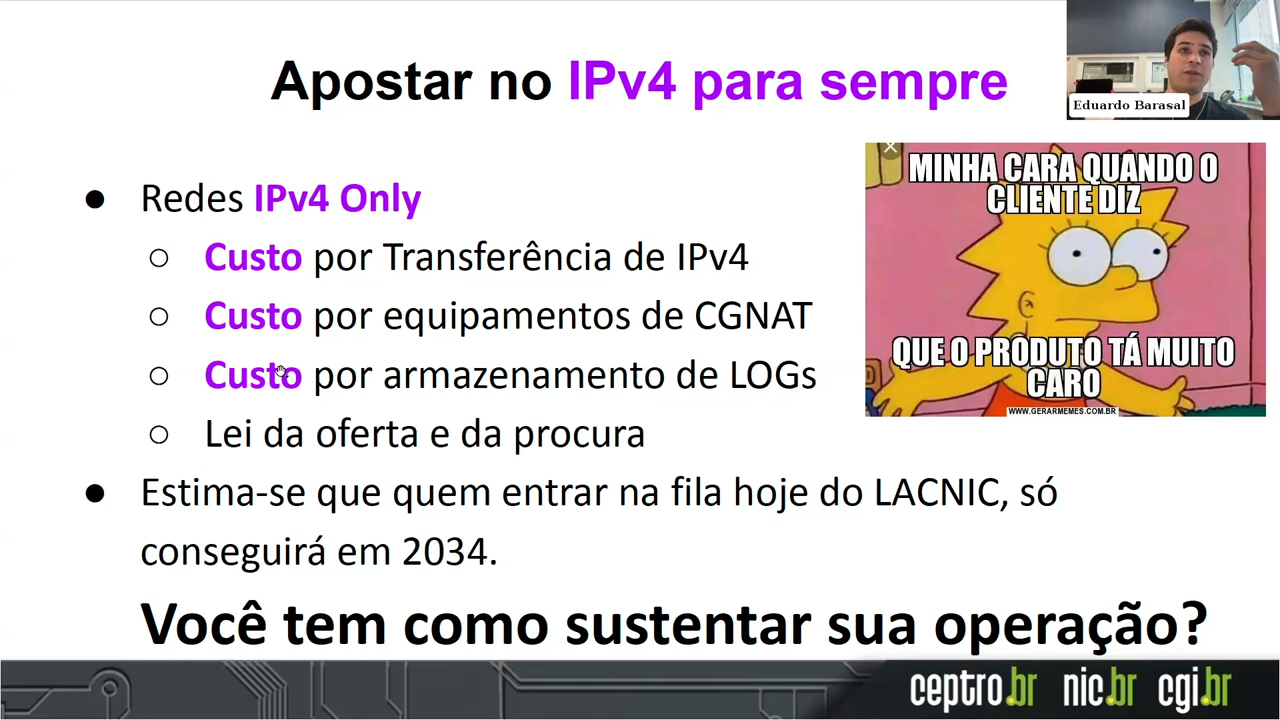 Apostar no IPv4 para sempre
Eduardo Barasal
● Redes IPv4 Only
○ Custo por Transferência de IPv4
○ Custo por equipamentos de CGNAT
○ Custo por armazenamento de LOGs
○ Lei da oferta e da procura
● Estima-se que quem entrar na fila hoje do LACNIC, só
conseguirá em 2034.
Você tem como sustentar sua operação?
MINHA CARA QUANDO O
CLIENTE DIZ
QUE O PRODUTO TÁ MUITO
CARO
WWW.GERARMEMES.COM.BR
ceptro.br nic.br cgi.br